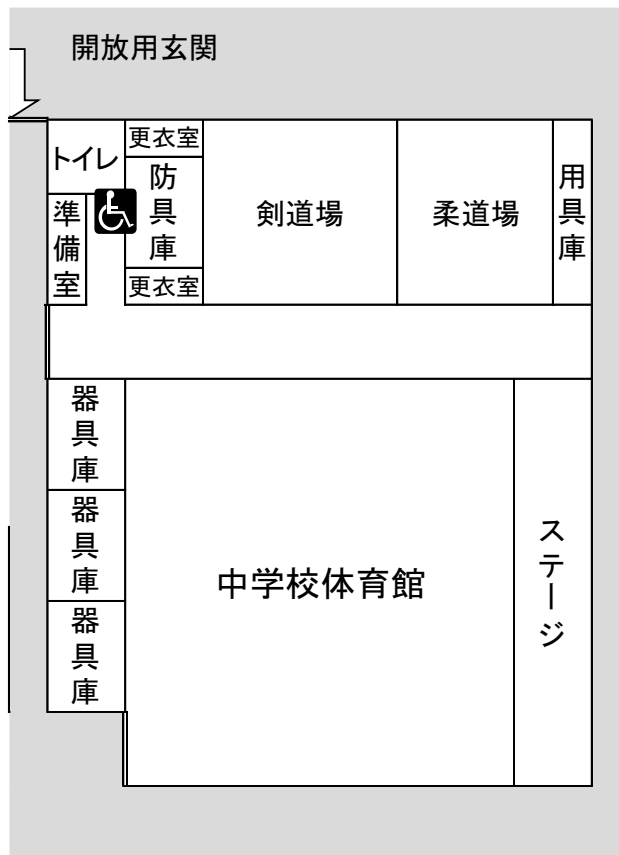 開放用玄関
トイレ
更衣室
防具庫
剣道場
柔道場
用具庫
準備室
更衣室
器具庫
器具庫
器具庫
中学校体育館
ステージ